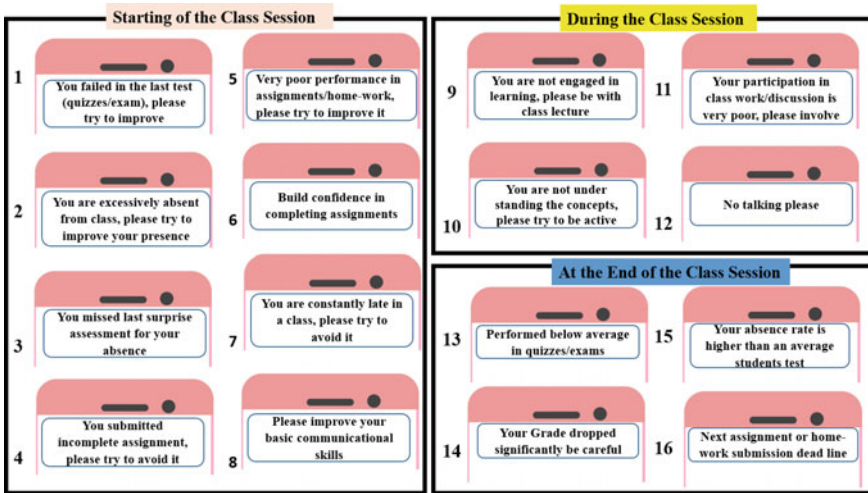 Starting of the Class Session
1
You failed in the last test
(quizzes/exam), please
try to improve
2
You are excessively absent
from class, please try to
improve your presence
3
You missed last surprise
assessment for your
absence
4
You submitted
incomplete assignment,
please try to avoid it
5
Very poor performance in
assignments/home-work,
please try to improve it
6
Build confidence in
completing assignments
7
You are constantly late in
a class, please try to
avoid it
8
Please improve your
basic communicational
skills
During the Class Session
9
You are not engaged in
learning, please be with
class lecture
10
You are not under
standing the concepts,
please try to be active
11
Your participation in
class work/discussion is
very poor, please involve
12
No talking please
At the End of the Class Session
13
Performed below average
in quizzes/exams
14
Your Grade dropped
significantly be careful
15
Your absence rate is
higher than an average
students test
16
Next assignment or home-
work submission dead line